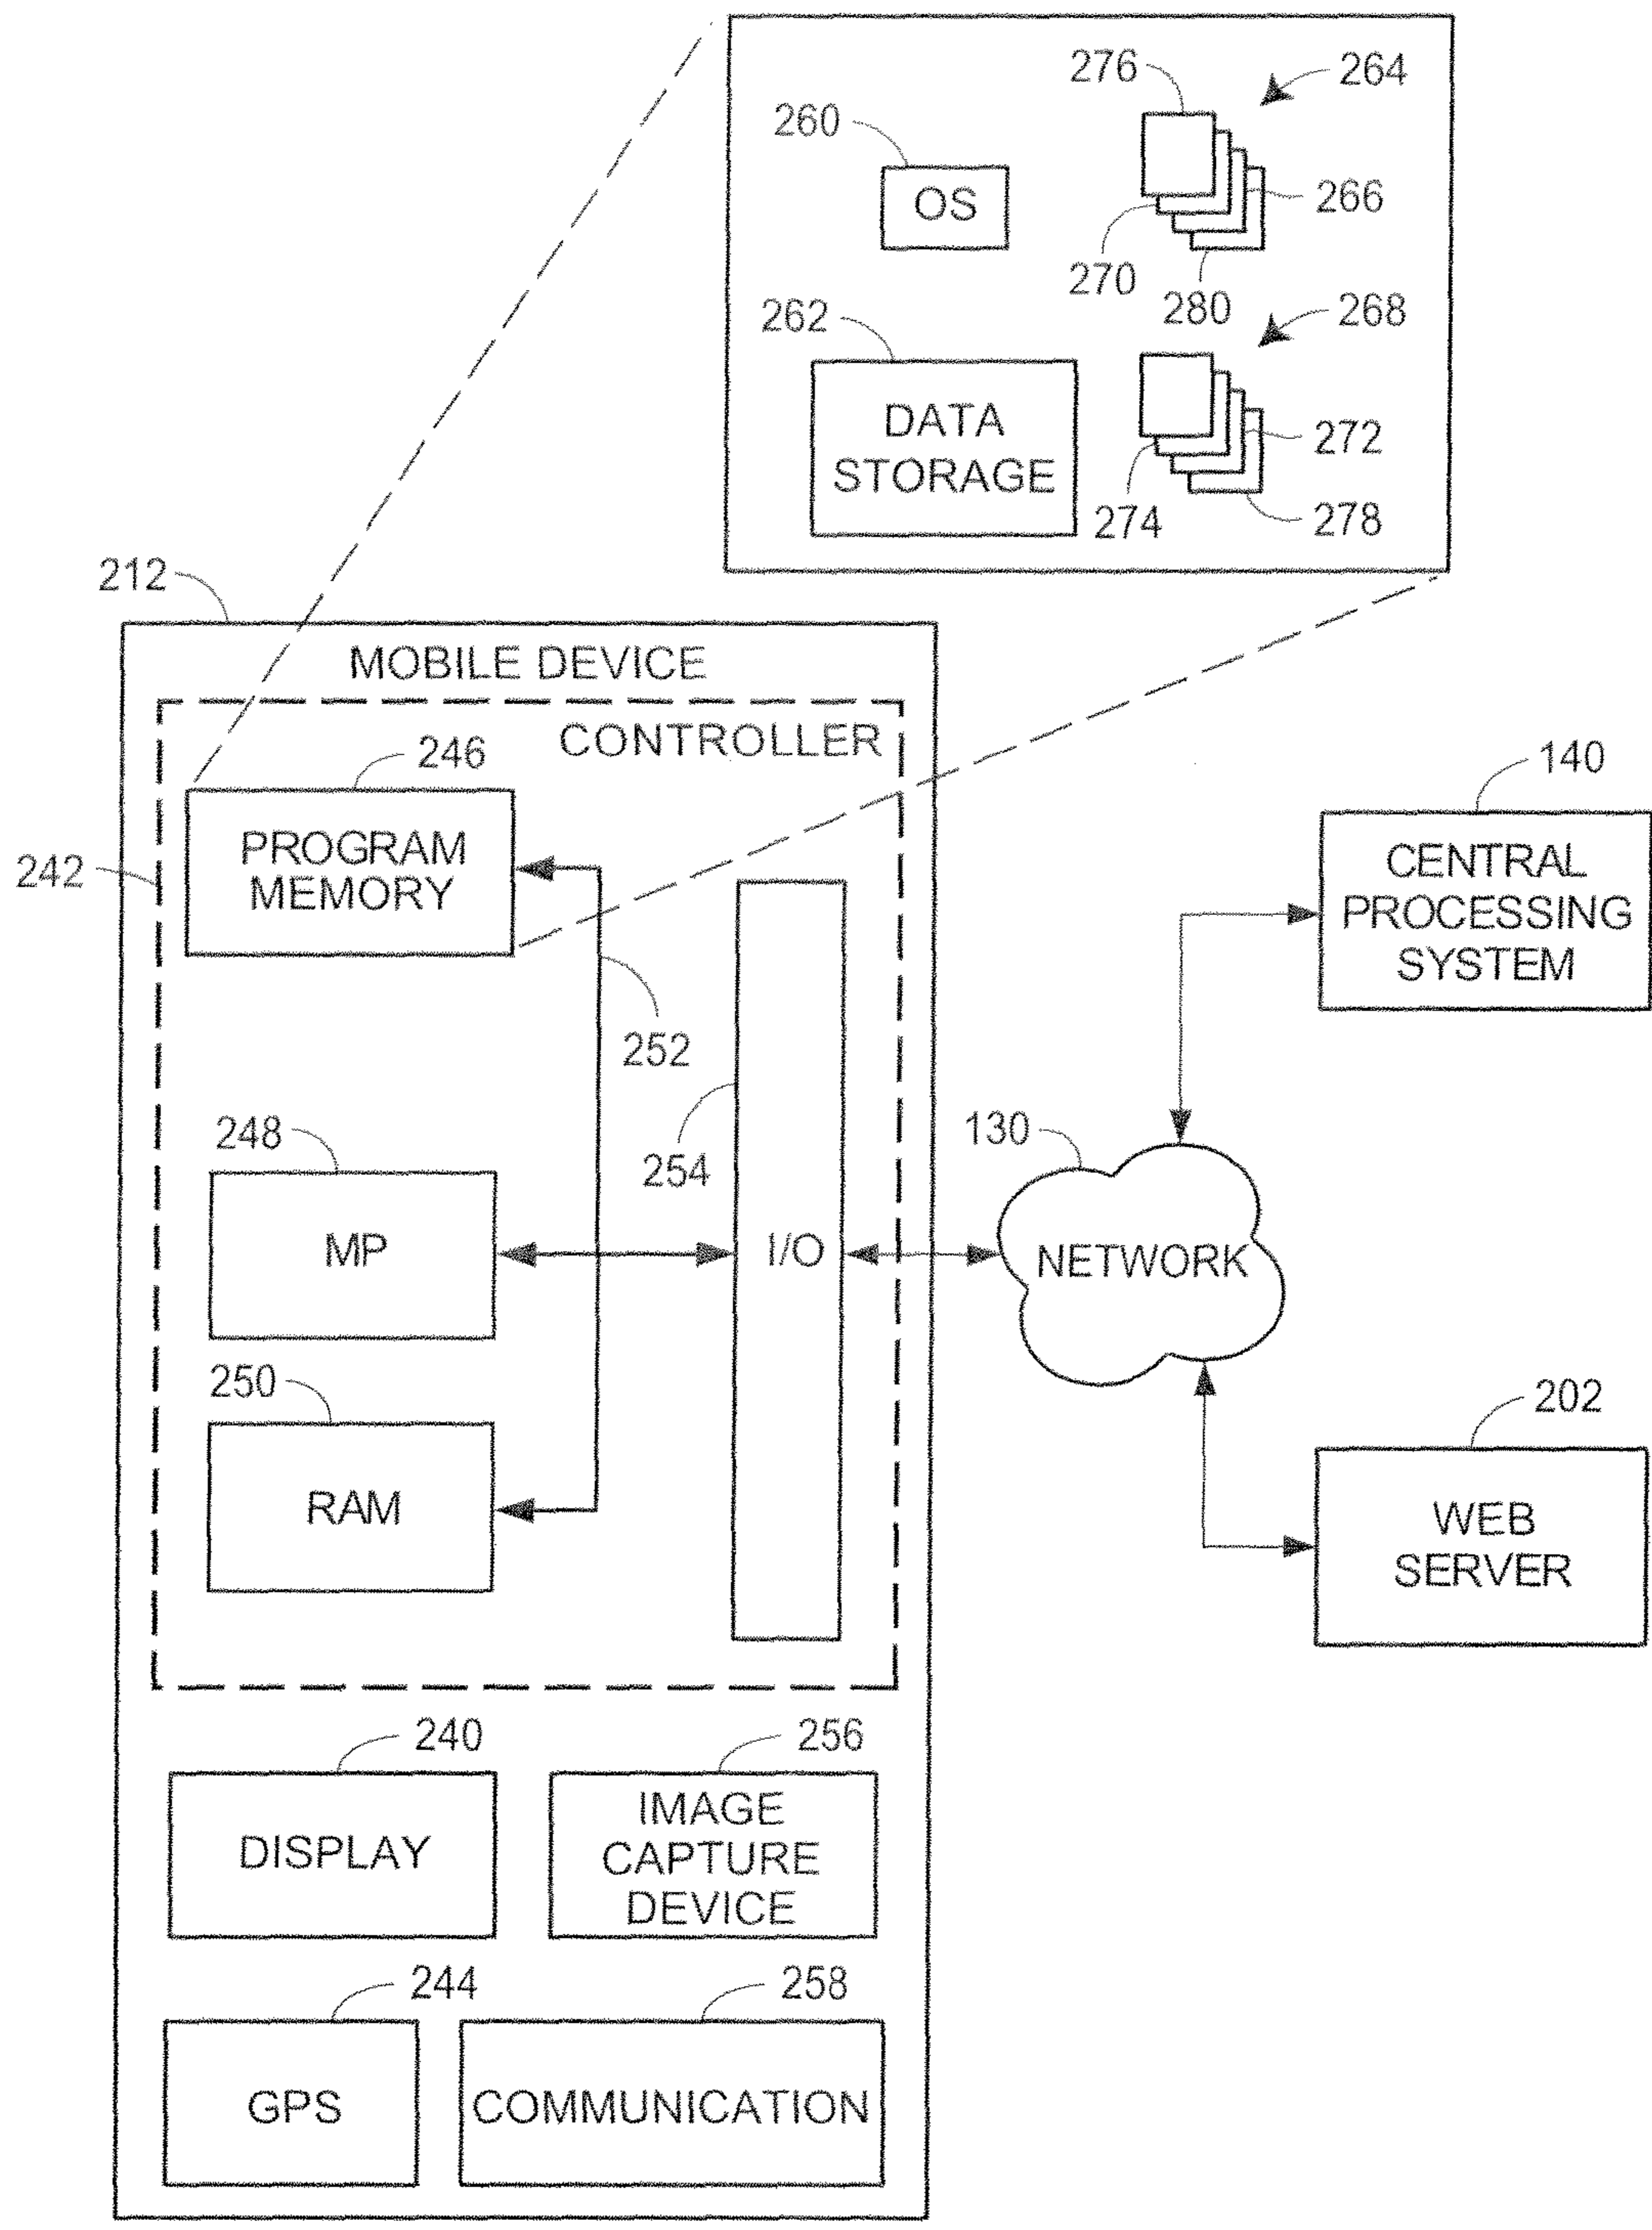 276
264
260
OS
266
270
280
262
268
DATA
STORAGE
272
274
278
212
MOBILE DEVICE
CONTROLLER
246
PROGRAM
MEMORY
242
252
254
248
MP
I/O
250
RAM
140
CENTRAL
PROCESSING
SYSTEM
130
NETWORK
202
WEB
SERVER
240
DISPLAY
256
IMAGE
CAPTURE
DEVICE
244
GPS
258
COMMUNICATION